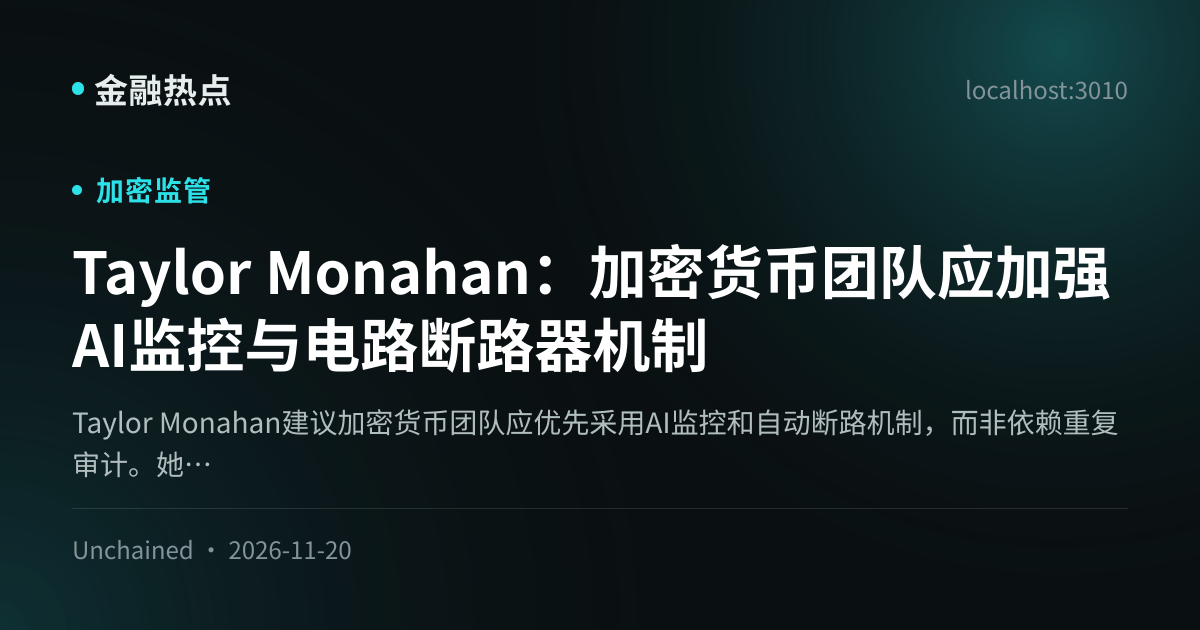 金融热点
localhost:3010
加密监管
Taylor Monahan：加密货币团队应加强
AI监控与电路断路器机制
Taylor Monahan建议加密货币团队应优先采用AI监控和自动断路机制，而非依赖重复
审计。她…
Unchained · 2026-11-20